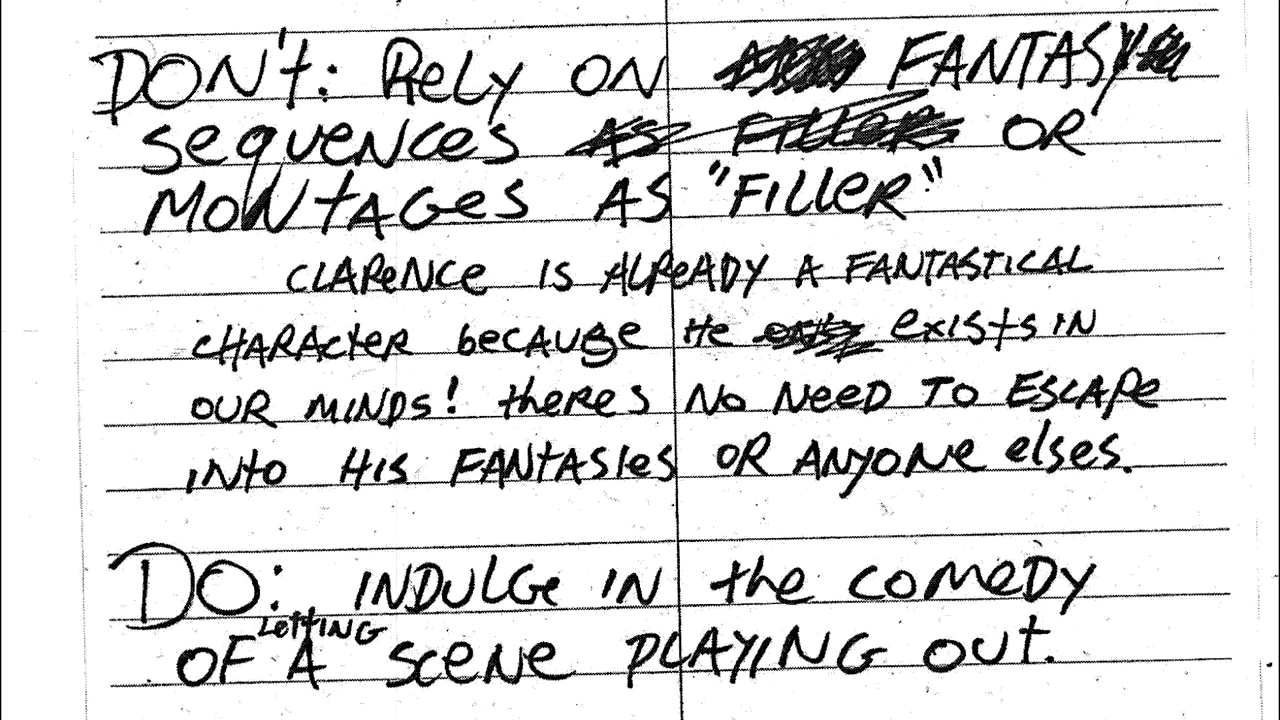 DON't: Rely ON FANTASY
sequences AS FILLER OR
MONtAGes AS "FILLeR"
CLAReNce IS ALReADY A FANTASTICAL
cHARActeR becAUSe He exists IN
OUR MINDS! theres No NeeD TO ESCAPe
INto HIS FANtASIes OR ANYONe elses.
DO: INDULGe IN the comeDY
LettING
OF A SCeNe PLAYING OUt.